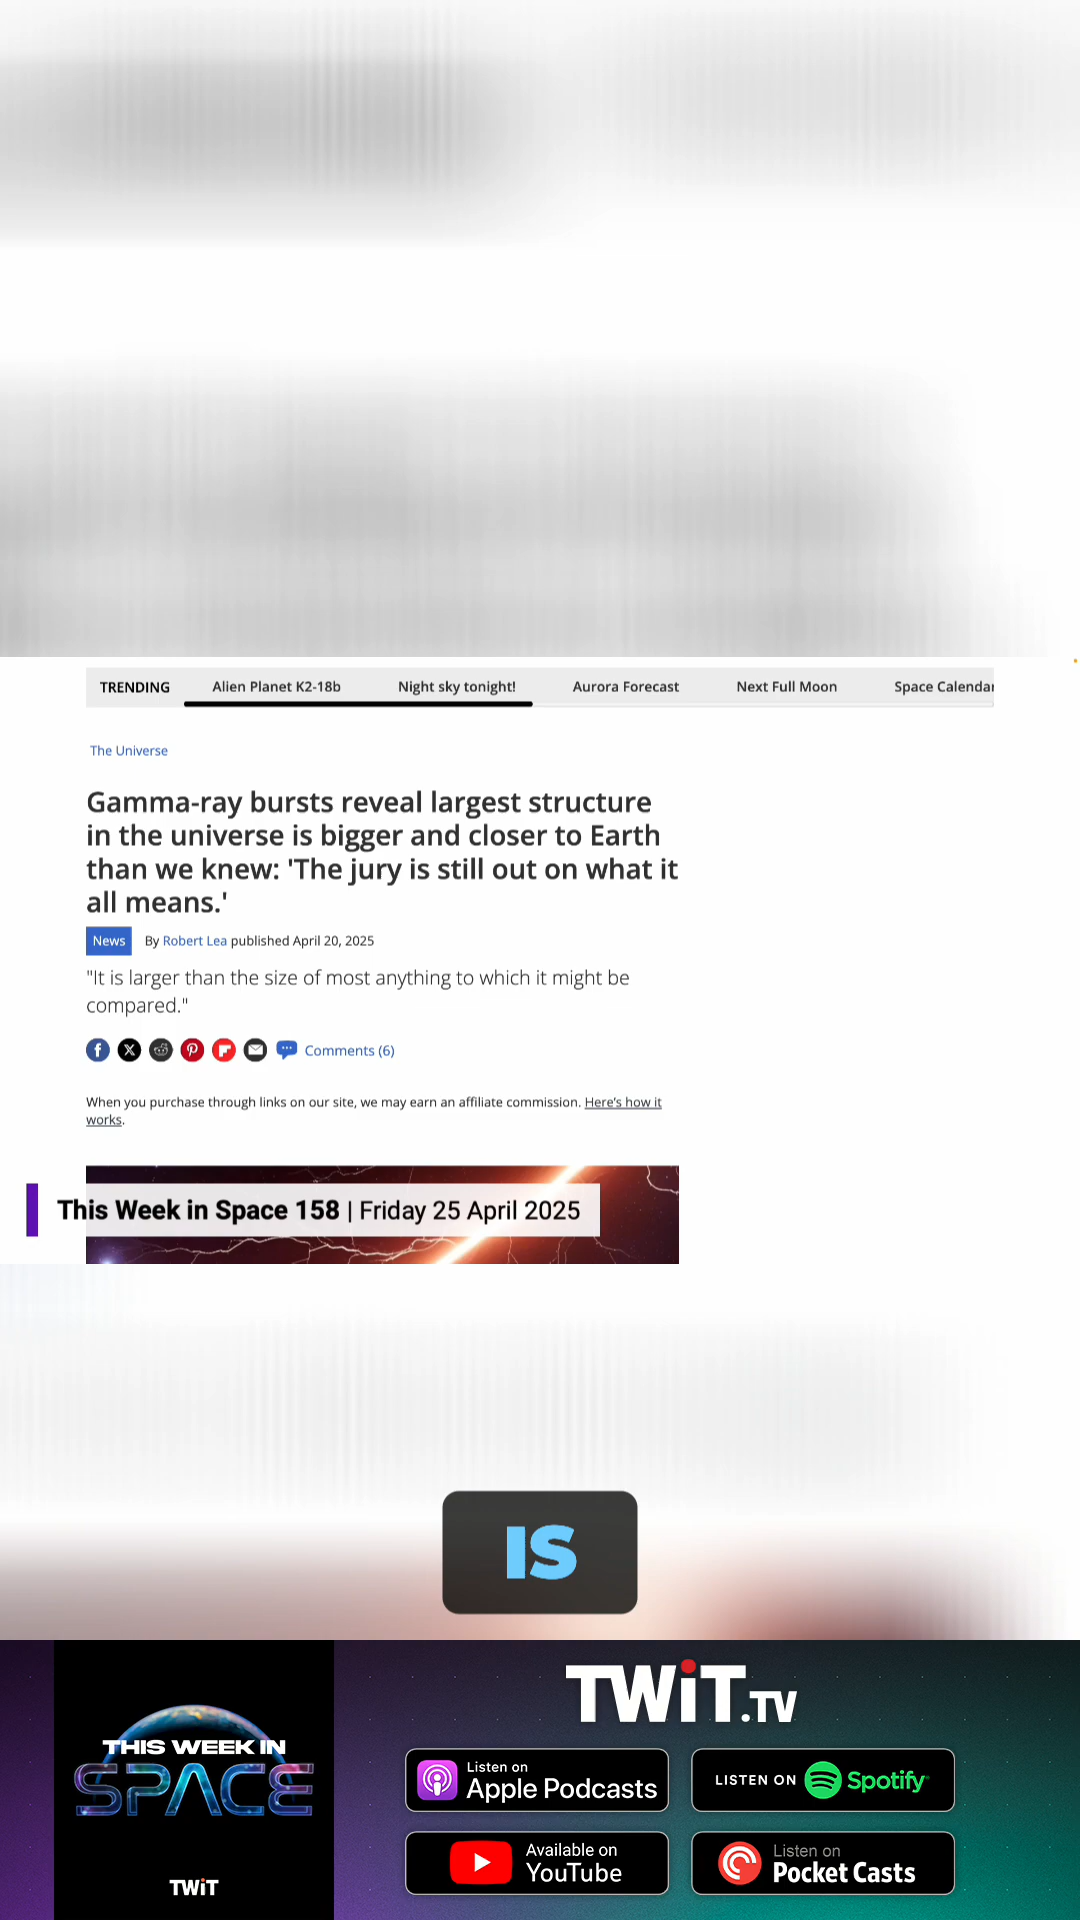 TRENDING Alien Planet K2-18b Night sky tonight! Aurora Forecast Next Full Moon Space Calendar
The Universe
Gamma-ray bursts reveal largest structure
in the universe is bigger and closer to Earth
than we knew: 'The jury is still out on what it
all means.'
News By Robert Lea published April 20, 2025
"It is larger than the size of most anything to which it might be
compared."
Comments (6)
When you purchase through links on our site, we may earn an affiliate commission. Here's how it
works.
This Week in Space 158 | Friday 25 April 2025
IS
THIS WEEK IN
SPACE
TWiT
TWiT.TV
Listen on
Apple Podcasts
LISTEN ON Spotify
Available on
YouTube
Listen on
Pocket Casts